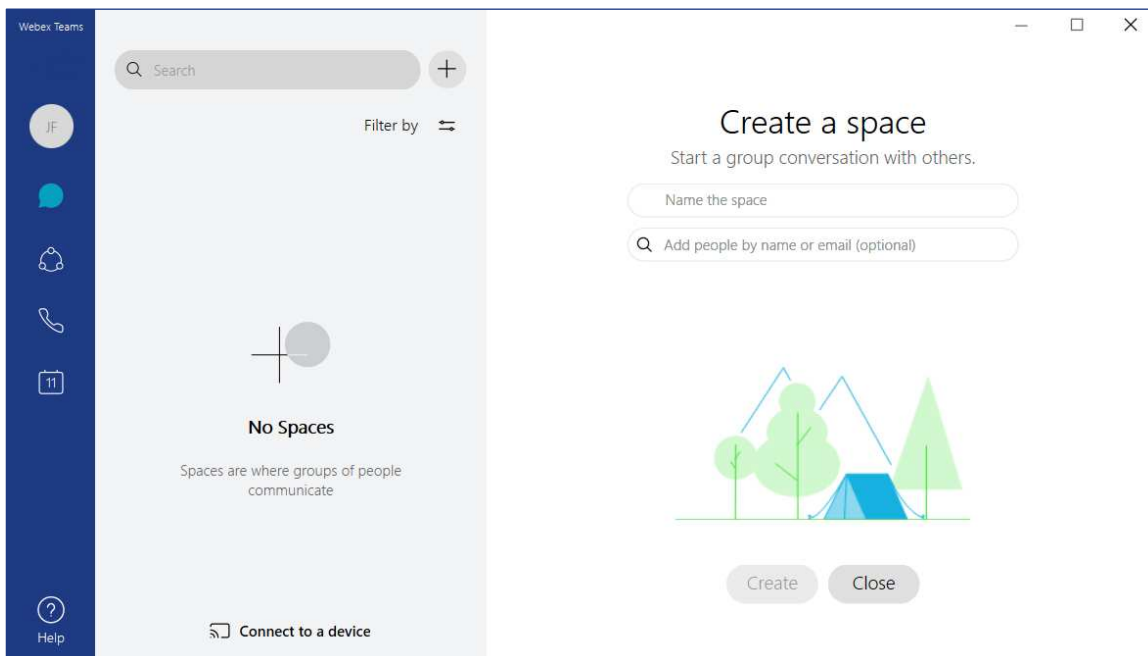 Webex Teams
Search
Filter by
JF
11
No Spaces
Spaces are where groups of people
communicate
Help
Connect to a device
Create a space
Start a group conversation with others.
Name the space
Add people by name or email (optional)
Create
Close